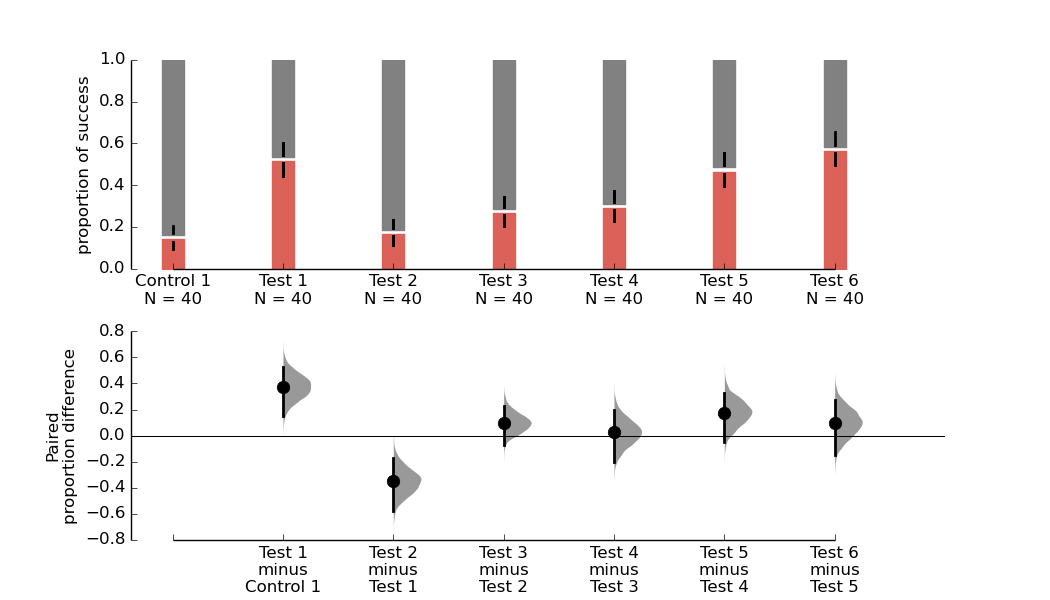 1.0
0.8
0.6
0.4
0.2
0.0
proportion of success
Control 1 Test 1 Test 2 Test 3 Test 4 Test 5 Test 6
N = 40 N = 40 N = 40 N = 40 N = 40 N = 40 N = 40
0.8
0.6
0.4
0.2
0.0
−0.2
−0.4
−0.6
−0.8
Paired
proportion difference
Test 1 Test 2 Test 3 Test 4 Test 5 Test 6
minus minus minus minus minus minus
Control 1 Test 1 Test 2 Test 3 Test 4 Test 5